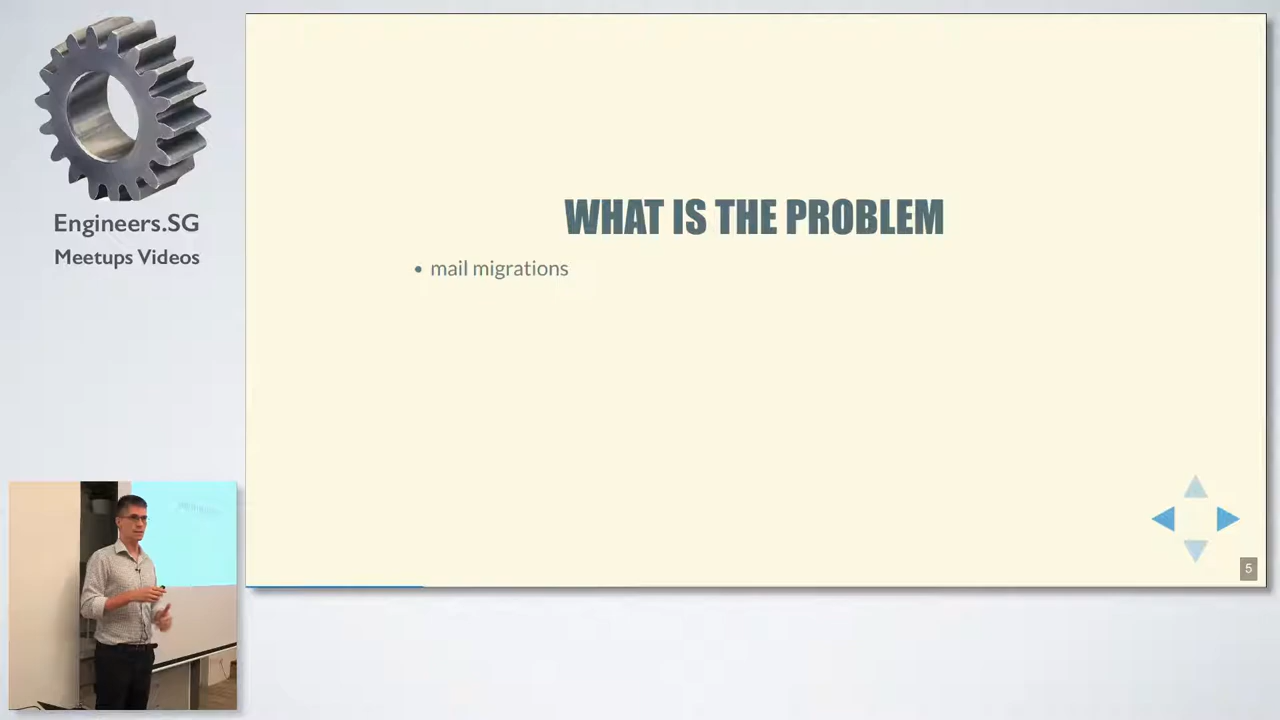 Engineers.SG
Meetups Videos
WHAT IS THE PROBLEM
• mail migrations
5